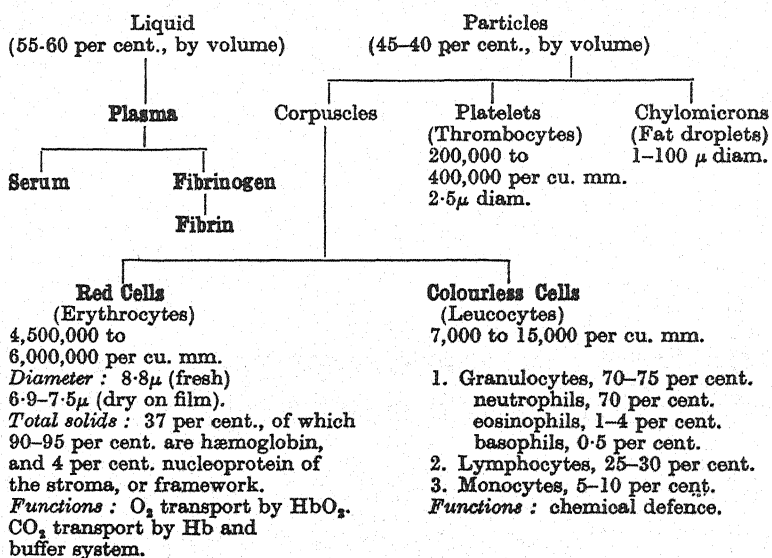 Liquid
(55-60 per cent., by volume)
Particles
(45–40 per cent., by volume)
Plasma
Corpuscles
Platelets
(Thrombocytes)
200,000 to
400,000 per cu. mm.
2·5μ diam.
Chylomicrons
(Fat droplets)
1–100 μ diam.
Serum
Fibrinogen
Fibrin
Red Cells
(Erythrocytes)
4,500,000 to
6,000,000 per cu. mm.
Diameter : 8·8μ (fresh)
6·9–7·5μ (dry on film).
Total solids : 37 per cent., of which
90–95 per cent. are hæmoglobin,
and 4 per cent. nucleoprotein of
the stroma, or framework.
Functions : O₂ transport by HbO₂.
CO₂ transport by Hb and
buffer system.
Colourless Cells
(Leucocytes)
7,000 to 15,000 per cu. mm.
1. Granulocytes, 70–75 per cent.
neutrophils, 70 per cent.
eosinophils, 1–4 per cent.
basophils, 0·5 per cent.
2. Lymphocytes, 25–30 per cent.
3. Monocytes, 5–10 per cent.
Functions : chemical defence.